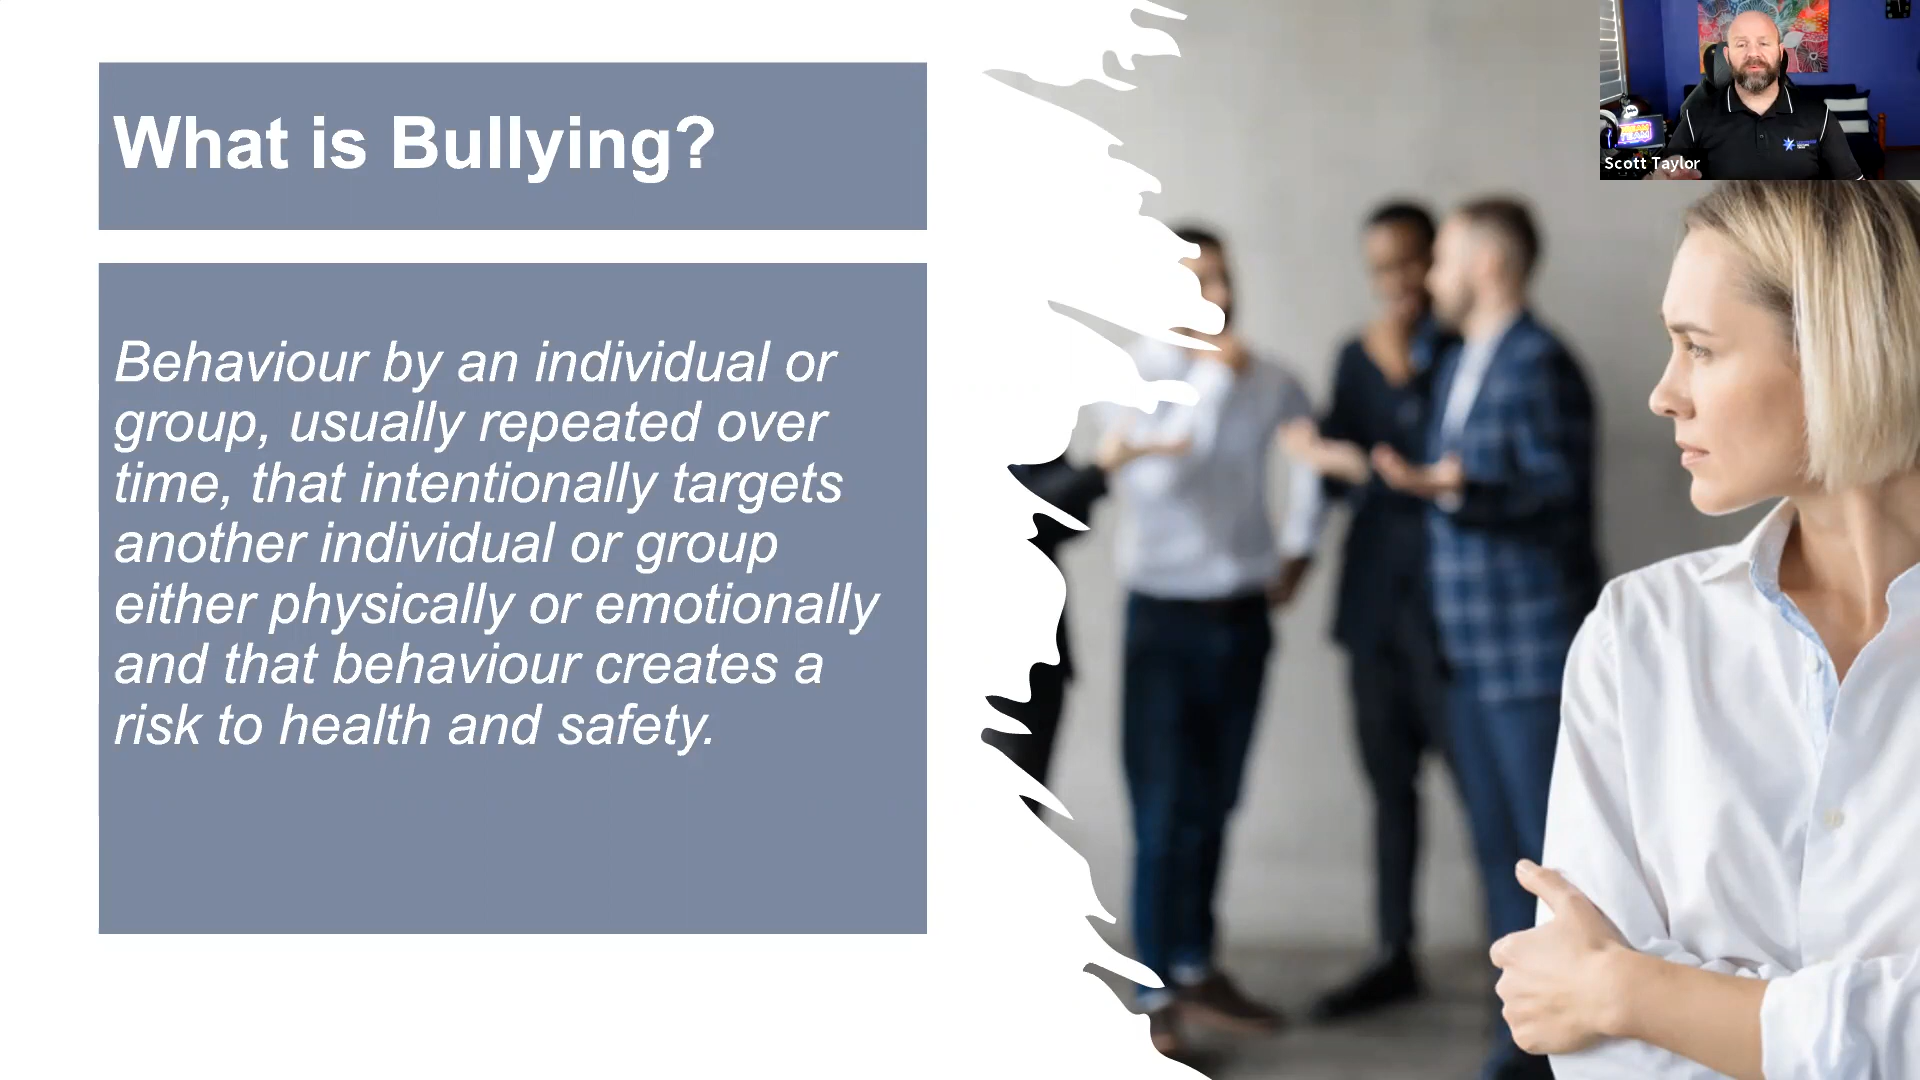 What is Bullying?
Behaviour by an individual or
group, usually repeated over
time, that intentionally targets
another individual or group
either physically or emotionally
and that behaviour creates a
risk to health and safety.
Scott Taylor